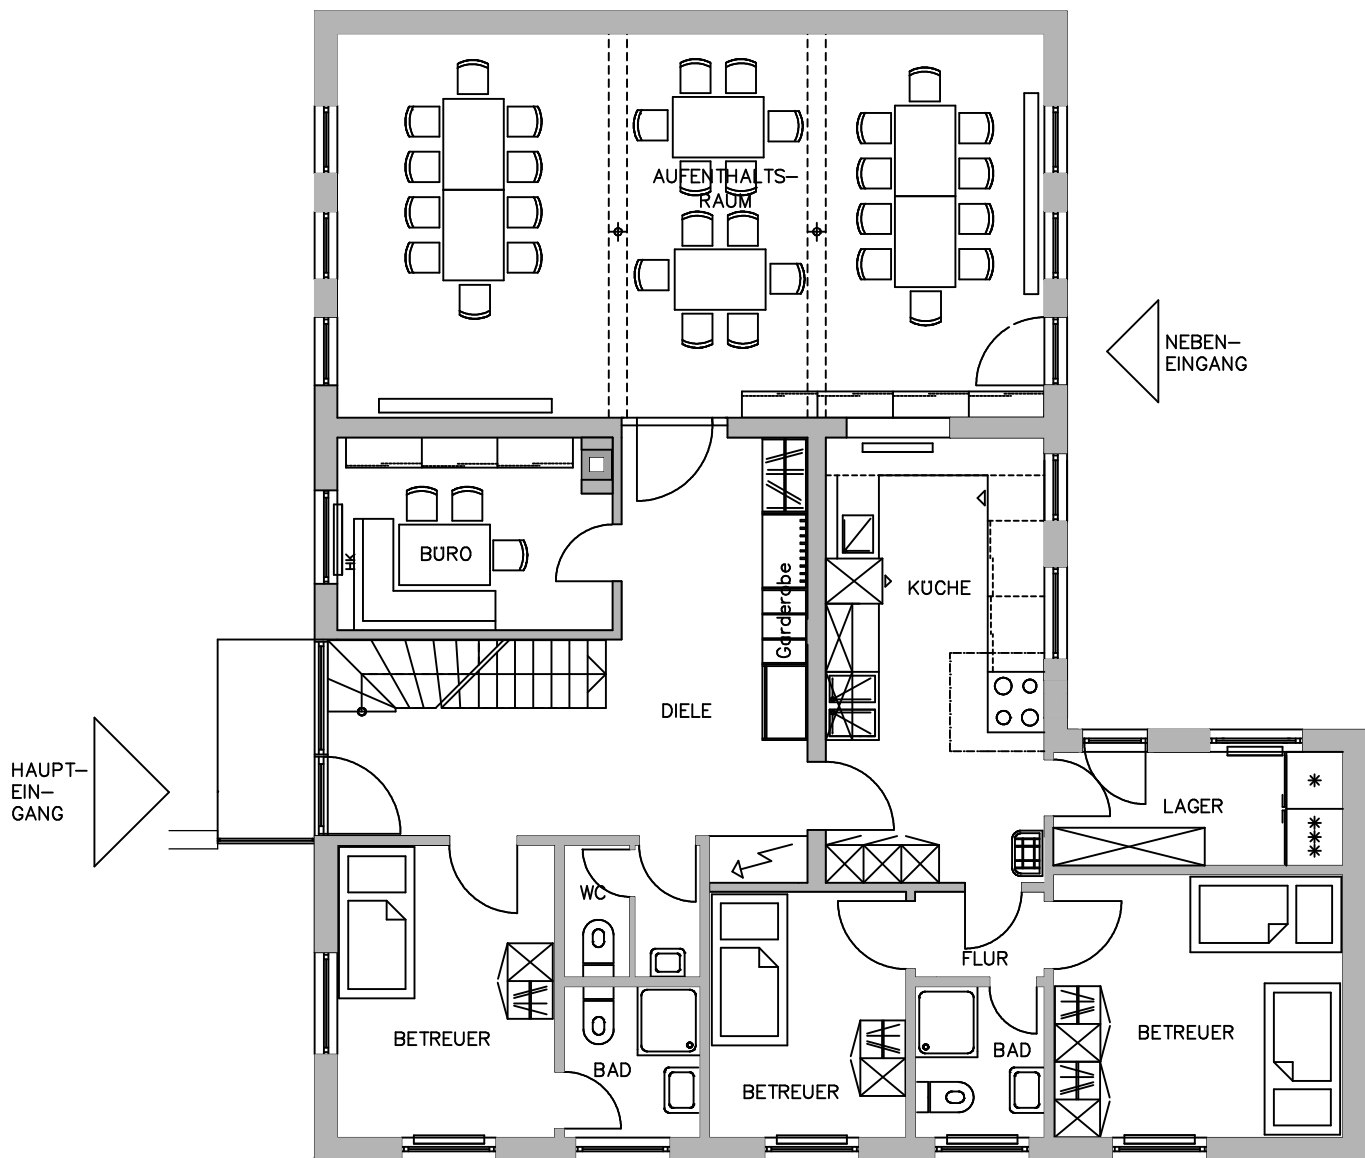 AUFENTHALTS-
RAUM
NEBEN-
EINGANG
BÜRO
HK
Garderobe
KÜCHE
DIELE
HAUPT-
EIN-
GANG
LAGER
WC
FLUR
BETREUER
BAD
BETREUER
BAD
BETREUER